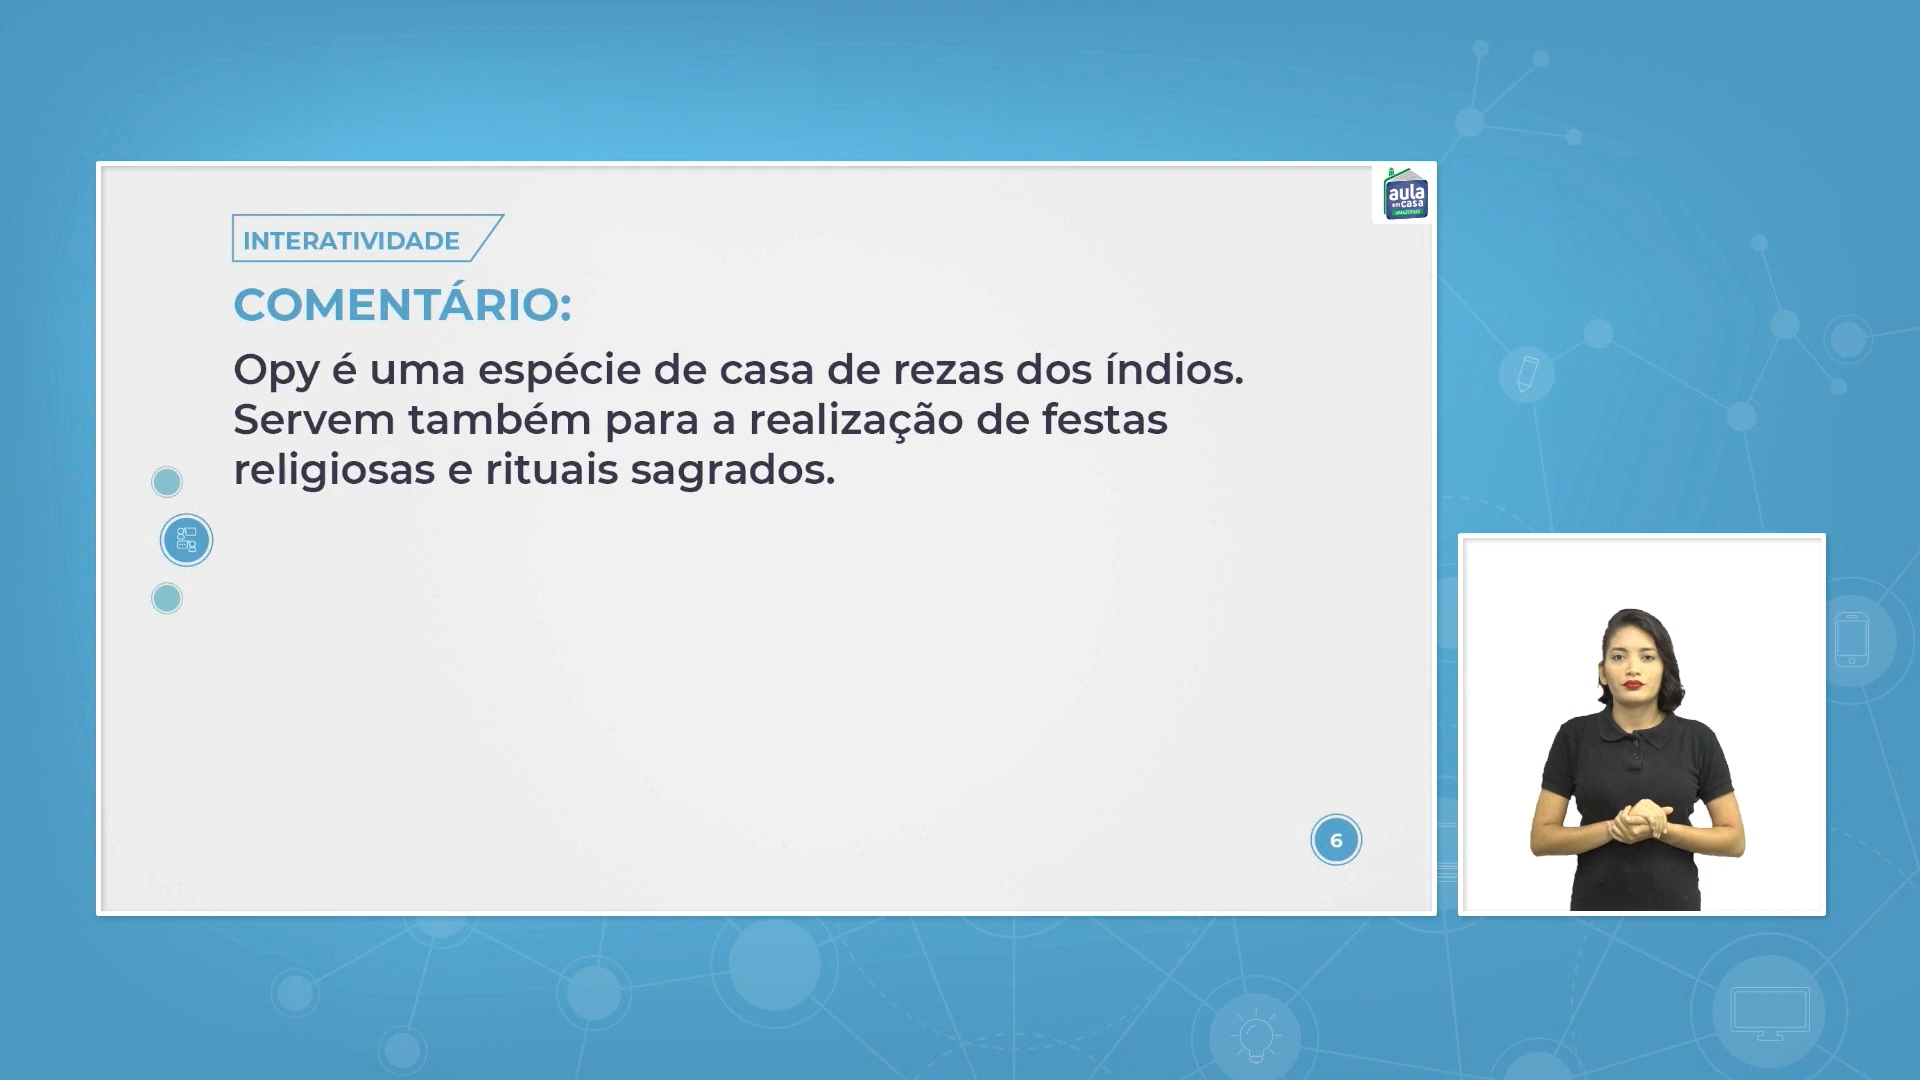 aula
em casa
AMAZONAS
INTERATIVIDADE
COMENTÁRIO:
Opy é uma espécie de casa de rezas dos índios.
Servem também para a realização de festas
religiosas e rituais sagrados.
6